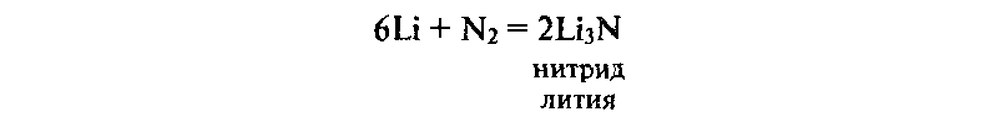 6Li + N₂ = 2Li₃N
нитрид
лития